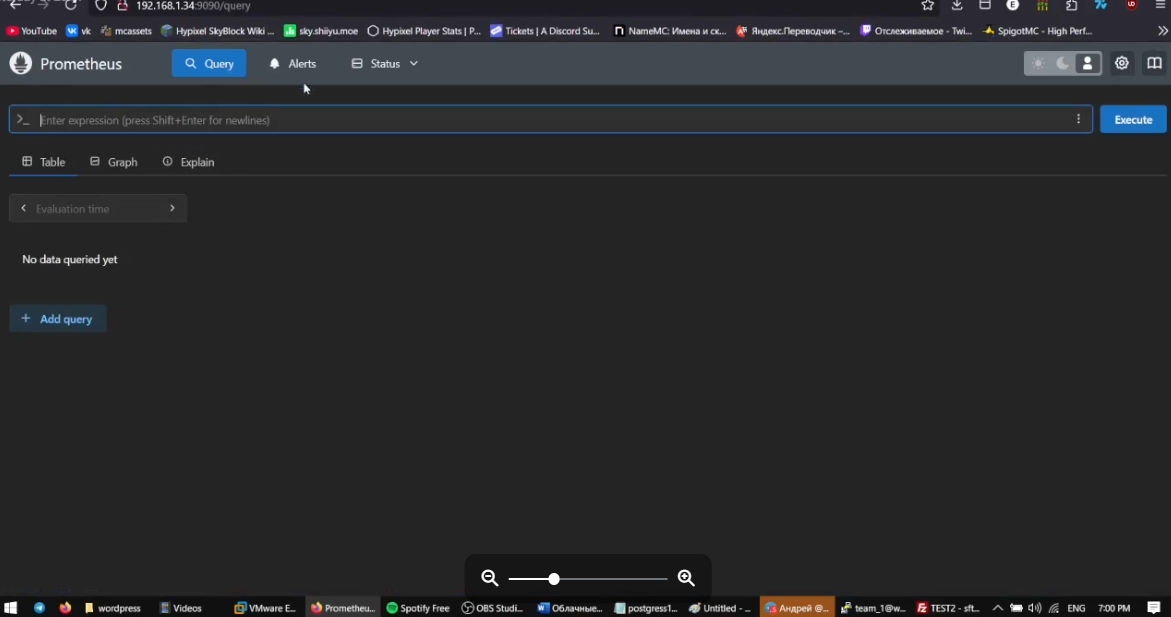 192.168.1.34:9090/query
YouTube vk mcassets Hypixel SkyBlock Wiki ... sky.shiiyu.moe Hypixel Player Stats | P... Tickets | A Discord Su... NameMC: Имена и ск... Яндекс.Переводчик –... Отслеживаемое - Twi... SpigotMC - High Perf...
Prometheus Query Alerts Status
>_ Enter expression (press Shift+Enter for newlines) Execute
Table Graph Explain
Evaluation time
No data queried yet
+ Add query
wordpress Videos VMware E... Prometheu... Spotify Free OBS Studi... Облачные... postgress1... Untitled - ... Андрей @... team_1@w... TEST2 - sft... ENG 7:00 PM